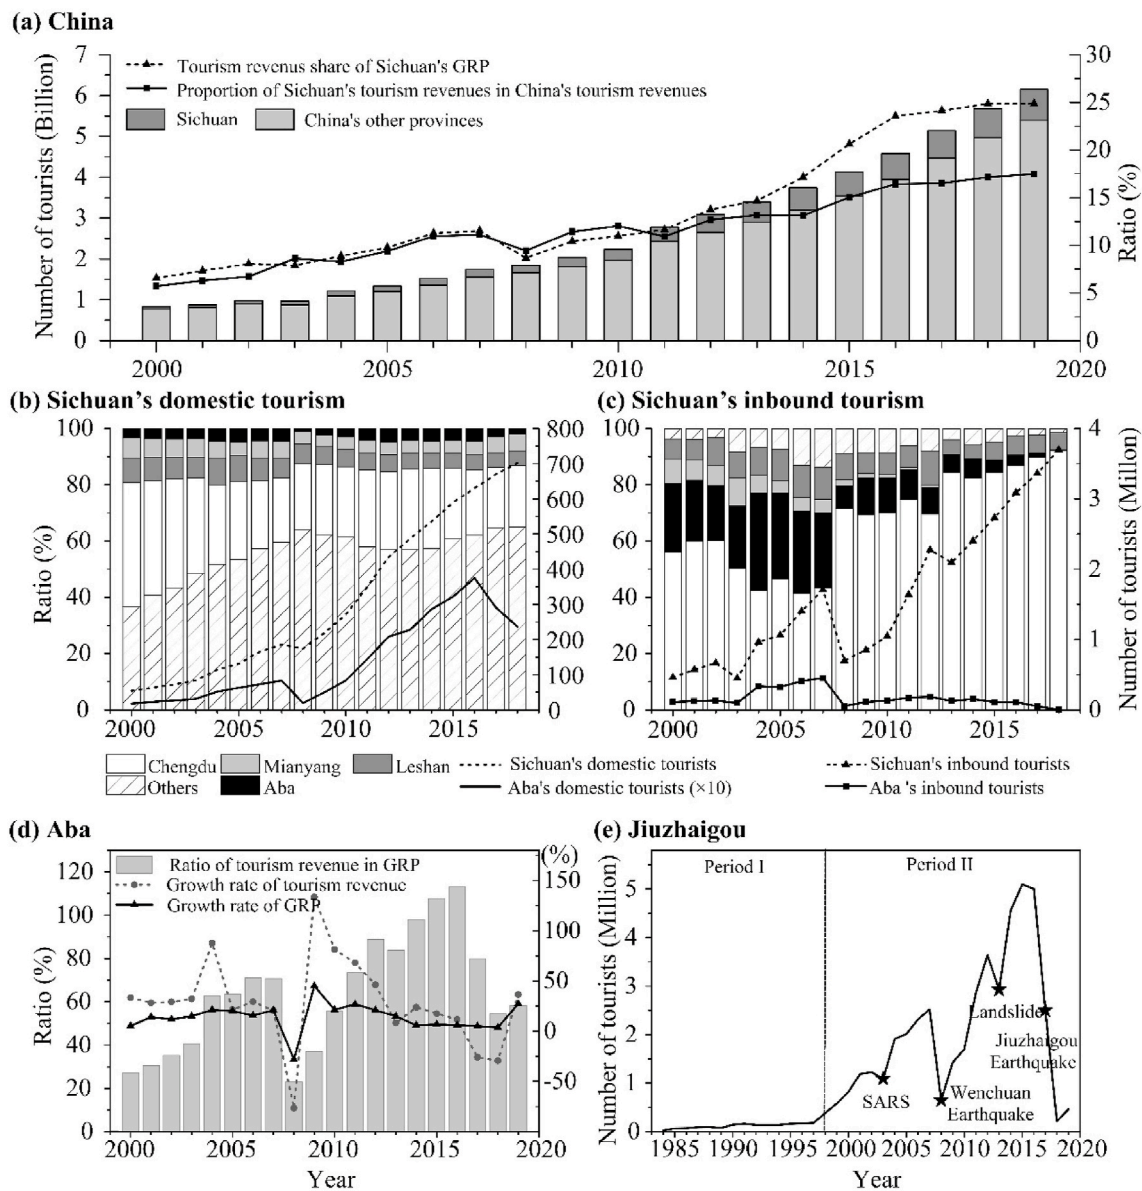 (a) China
Number of tourists (Billion)
7
6
5
4
3
2
1
0
Tourism revenus share of Sichuan's GRP
Proportion of Sichuan's tourism revenues in China's tourism revenues
Sichuan
China's other provinces
30
25
20
15
10
5
0
Ratio (%)
2000
2005
2010
2015
2020
(b) Sichuan's domestic tourism
Ratio (%)
100
80
60
40
20
0
800
700
600
500
400
300
200
100
0
2000
2005
2010
2015
(c) Sichuan's inbound tourism
100
80
60
40
20
0
4
3
2
1
0
Number of tourists (Millon)
2000
2005
2010
2015
Chengdu
Mianyang
Leshan
Others
Aba
Sichuan's domestic tourists
Aba's domestic tourists (×10)
Sichuan's inbound tourists
Aba 's inbound tourists
(d) Aba
Ratio (%)
120
100
80
60
40
20
0
Ratio of tourism revenue in GRP
Growth rate of tourism revenue
Growth rate of GRP
(%)
150
100
50
0
-50
2000
2005
2010
2015
2020
Year
(e) Jiuzhaigou
Number of tourists (Million)
5
4
3
2
1
0
Period I
Period II
SARS
Wenchuan
Earthquake
Landslide
Jiuzhaigou
Earthquake
1985
1990
1995
2000
2005
2010
2015
2020
Year